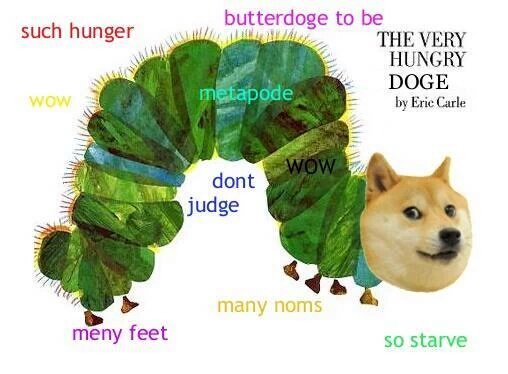 such hunger
butterdoge to be
THE VERY
HUNGRY
DOGE
by Eric Carle
wow
metapode
wow
dont
judge
many noms
meny feet
so starve